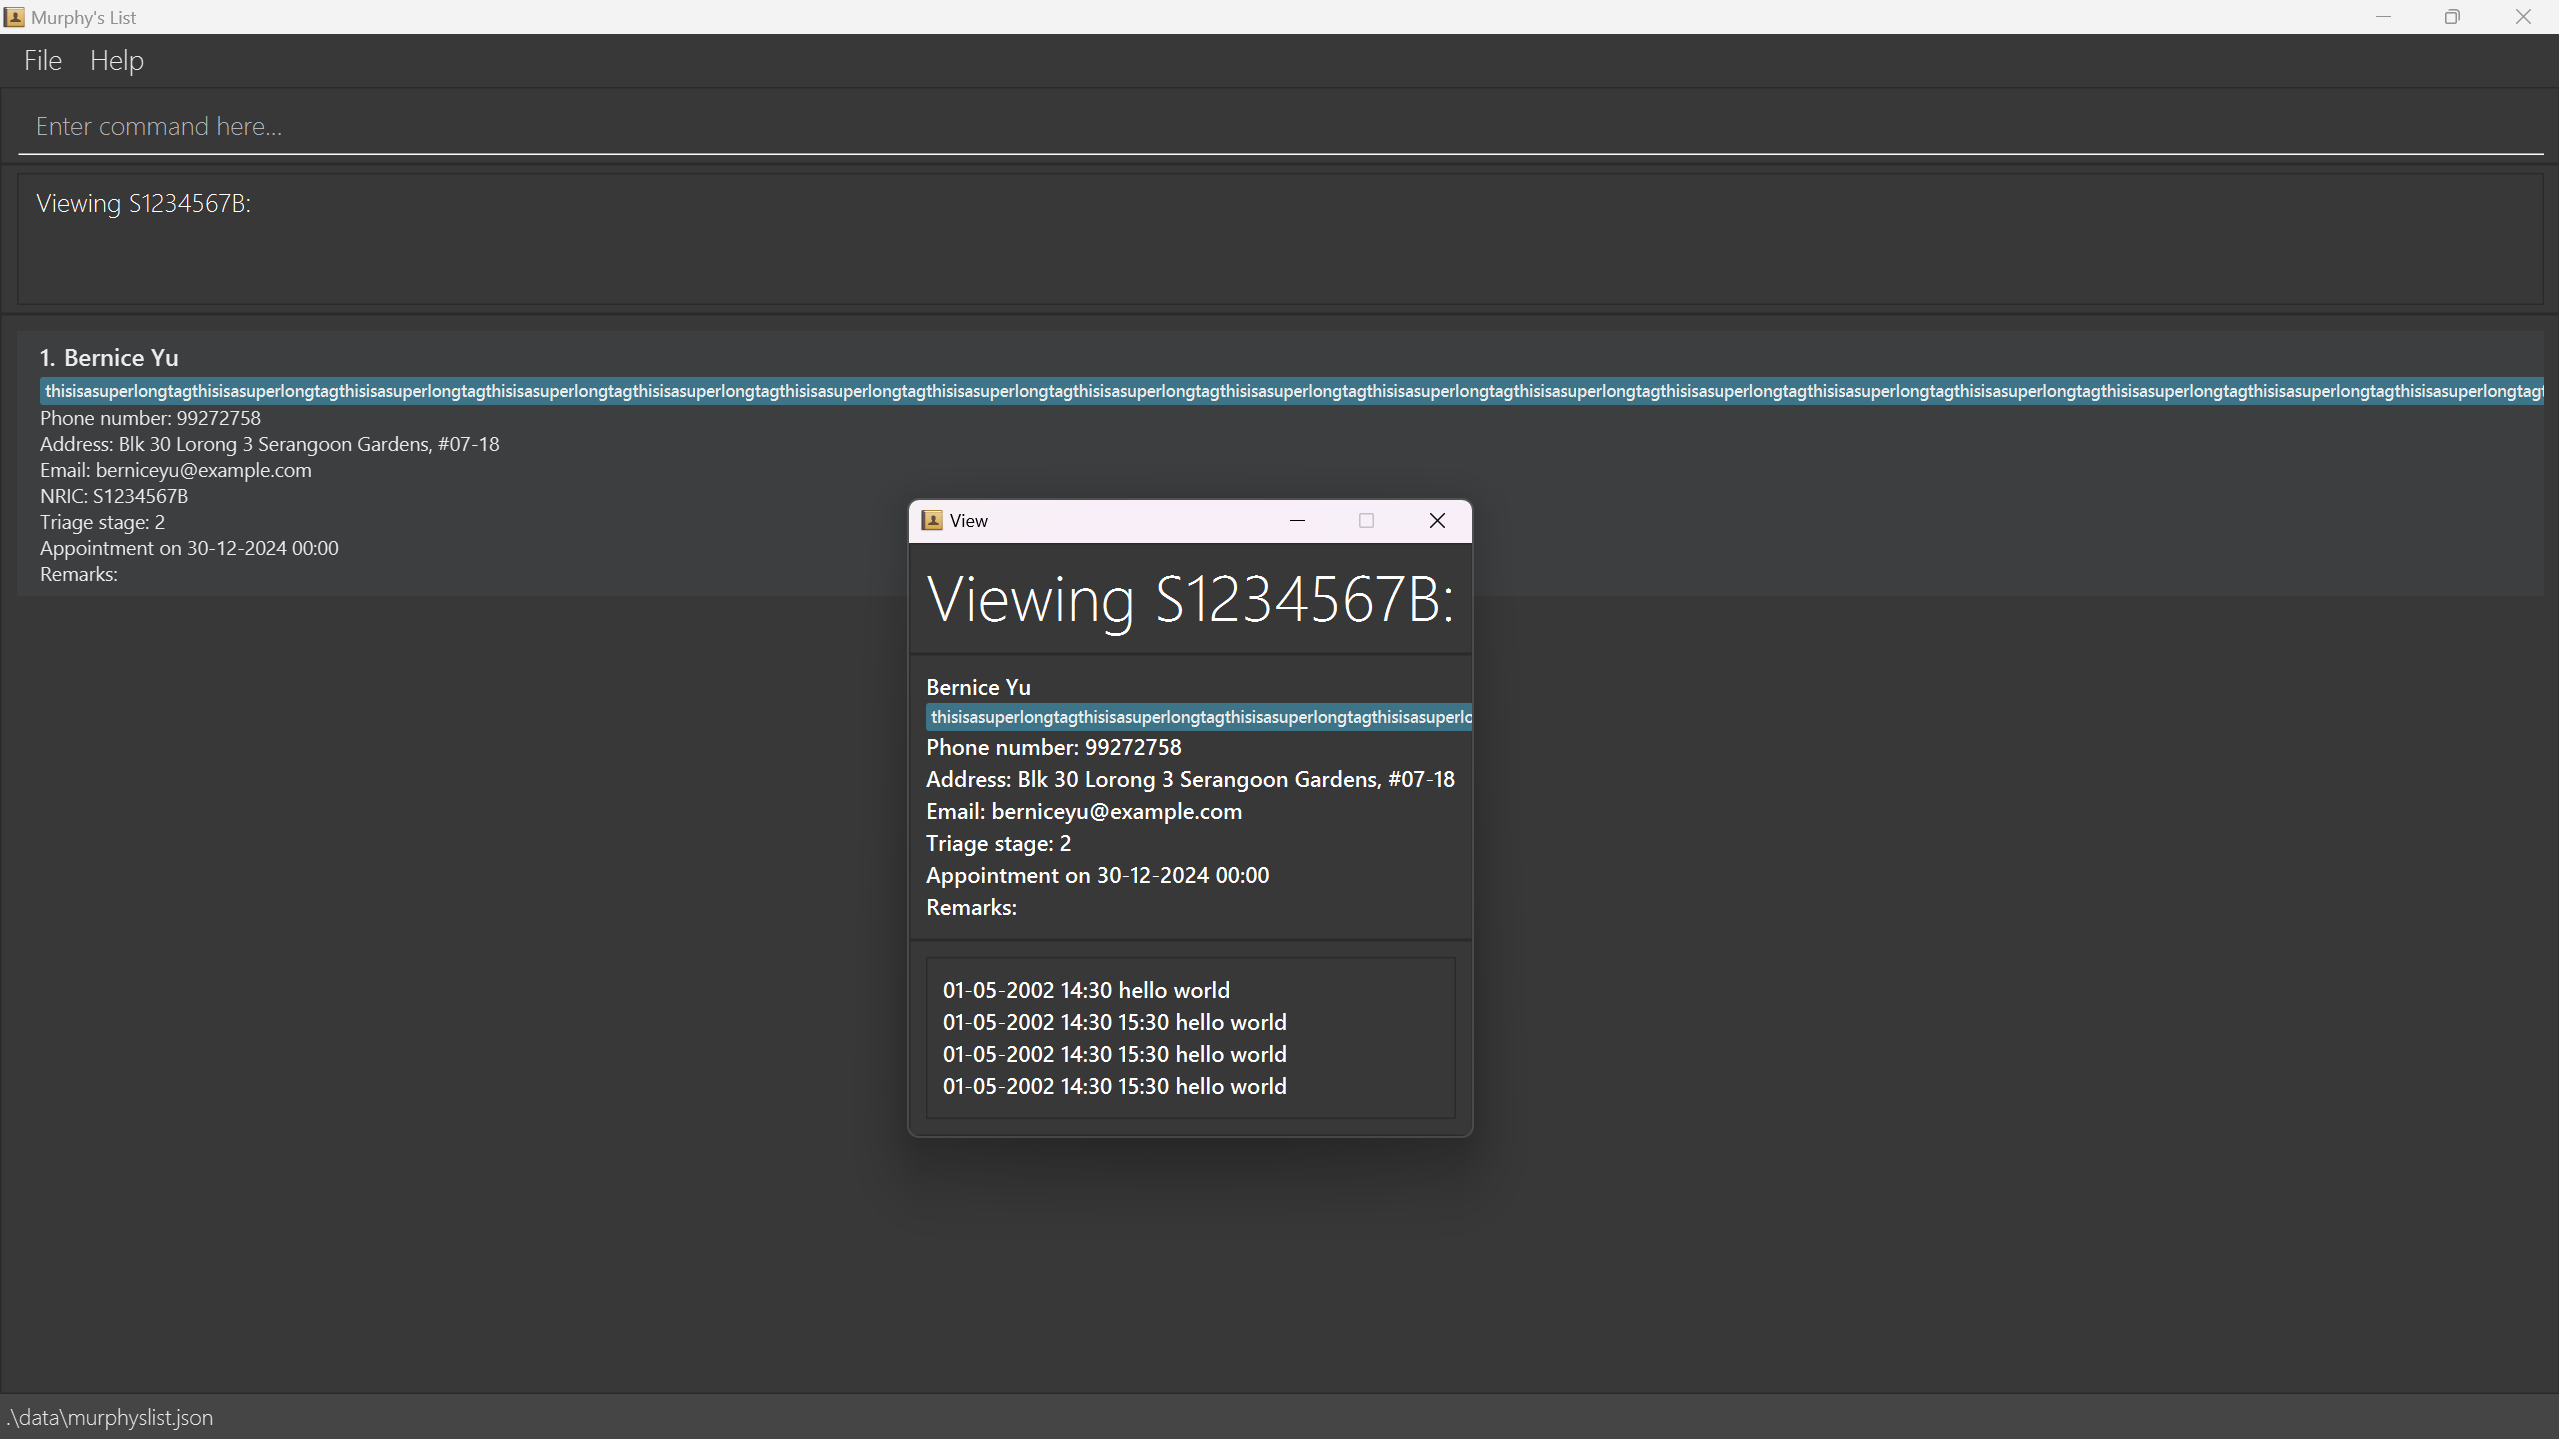 Murphy's List
File Help
Enter command here...
Viewing S1234567B:
1. Bernice Yu
thisisasuperlongtagthisisasuperlongtagthisisasuperlongtagthisisasuperlongtagthisisasuperlongtagthisisasuperlongtagthisisasuperlongtagthisisasuperlongtagthisisasuperlongtagthisisasuperlongtagthisisasuperlongtagthisisasuperlongtagthisisasuperlongtagthisisasuperlongtagthisisasuperlongtagthisisasuperlongtagthisisasuperlongtagt
Phone number: 99272758
Address: Blk 30 Lorong 3 Serangoon Gardens, #07-18
Email: berniceyu@example.com
NRIC: S1234567B
Triage stage: 2
Appointment on 30-12-2024 00:00
Remarks:
View
Viewing S1234567B:
Bernice Yu
thisisasuperlongtagthisisasuperlongtagthisisasuperlongtagthisisasuperlo
Phone number: 99272758
Address: Blk 30 Lorong 3 Serangoon Gardens, #07-18
Email: berniceyu@example.com
Triage stage: 2
Appointment on 30-12-2024 00:00
Remarks:
01-05-2002 14:30 hello world
01-05-2002 14:30 15:30 hello world
01-05-2002 14:30 15:30 hello world
01-05-2002 14:30 15:30 hello world
.\data\murphyslist.json